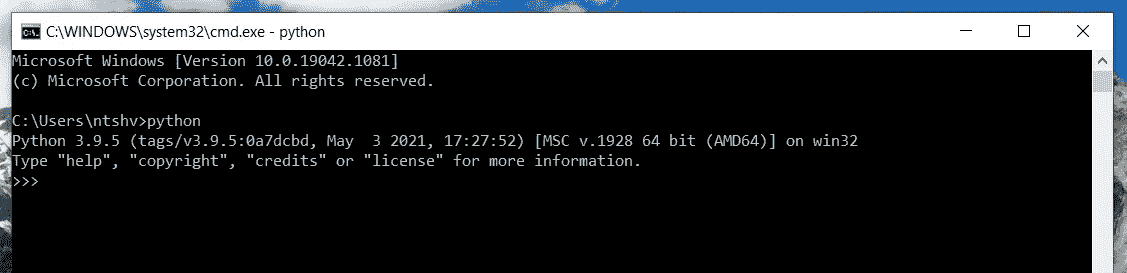 C:\WINDOWS\system32\cmd.exe - python
Microsoft Windows [Version 10.0.19042.1081]
(c) Microsoft Corporation. All rights reserved.
C:\Users\ntshv>python
Python 3.9.5 (tags/v3.9.5:0a7dcbd, May  3 2021, 17:27:52) [MSC v.1928 64 bit (AMD64)] on win32
Type "help", "copyright", "credits" or "license" for more information.
>>>